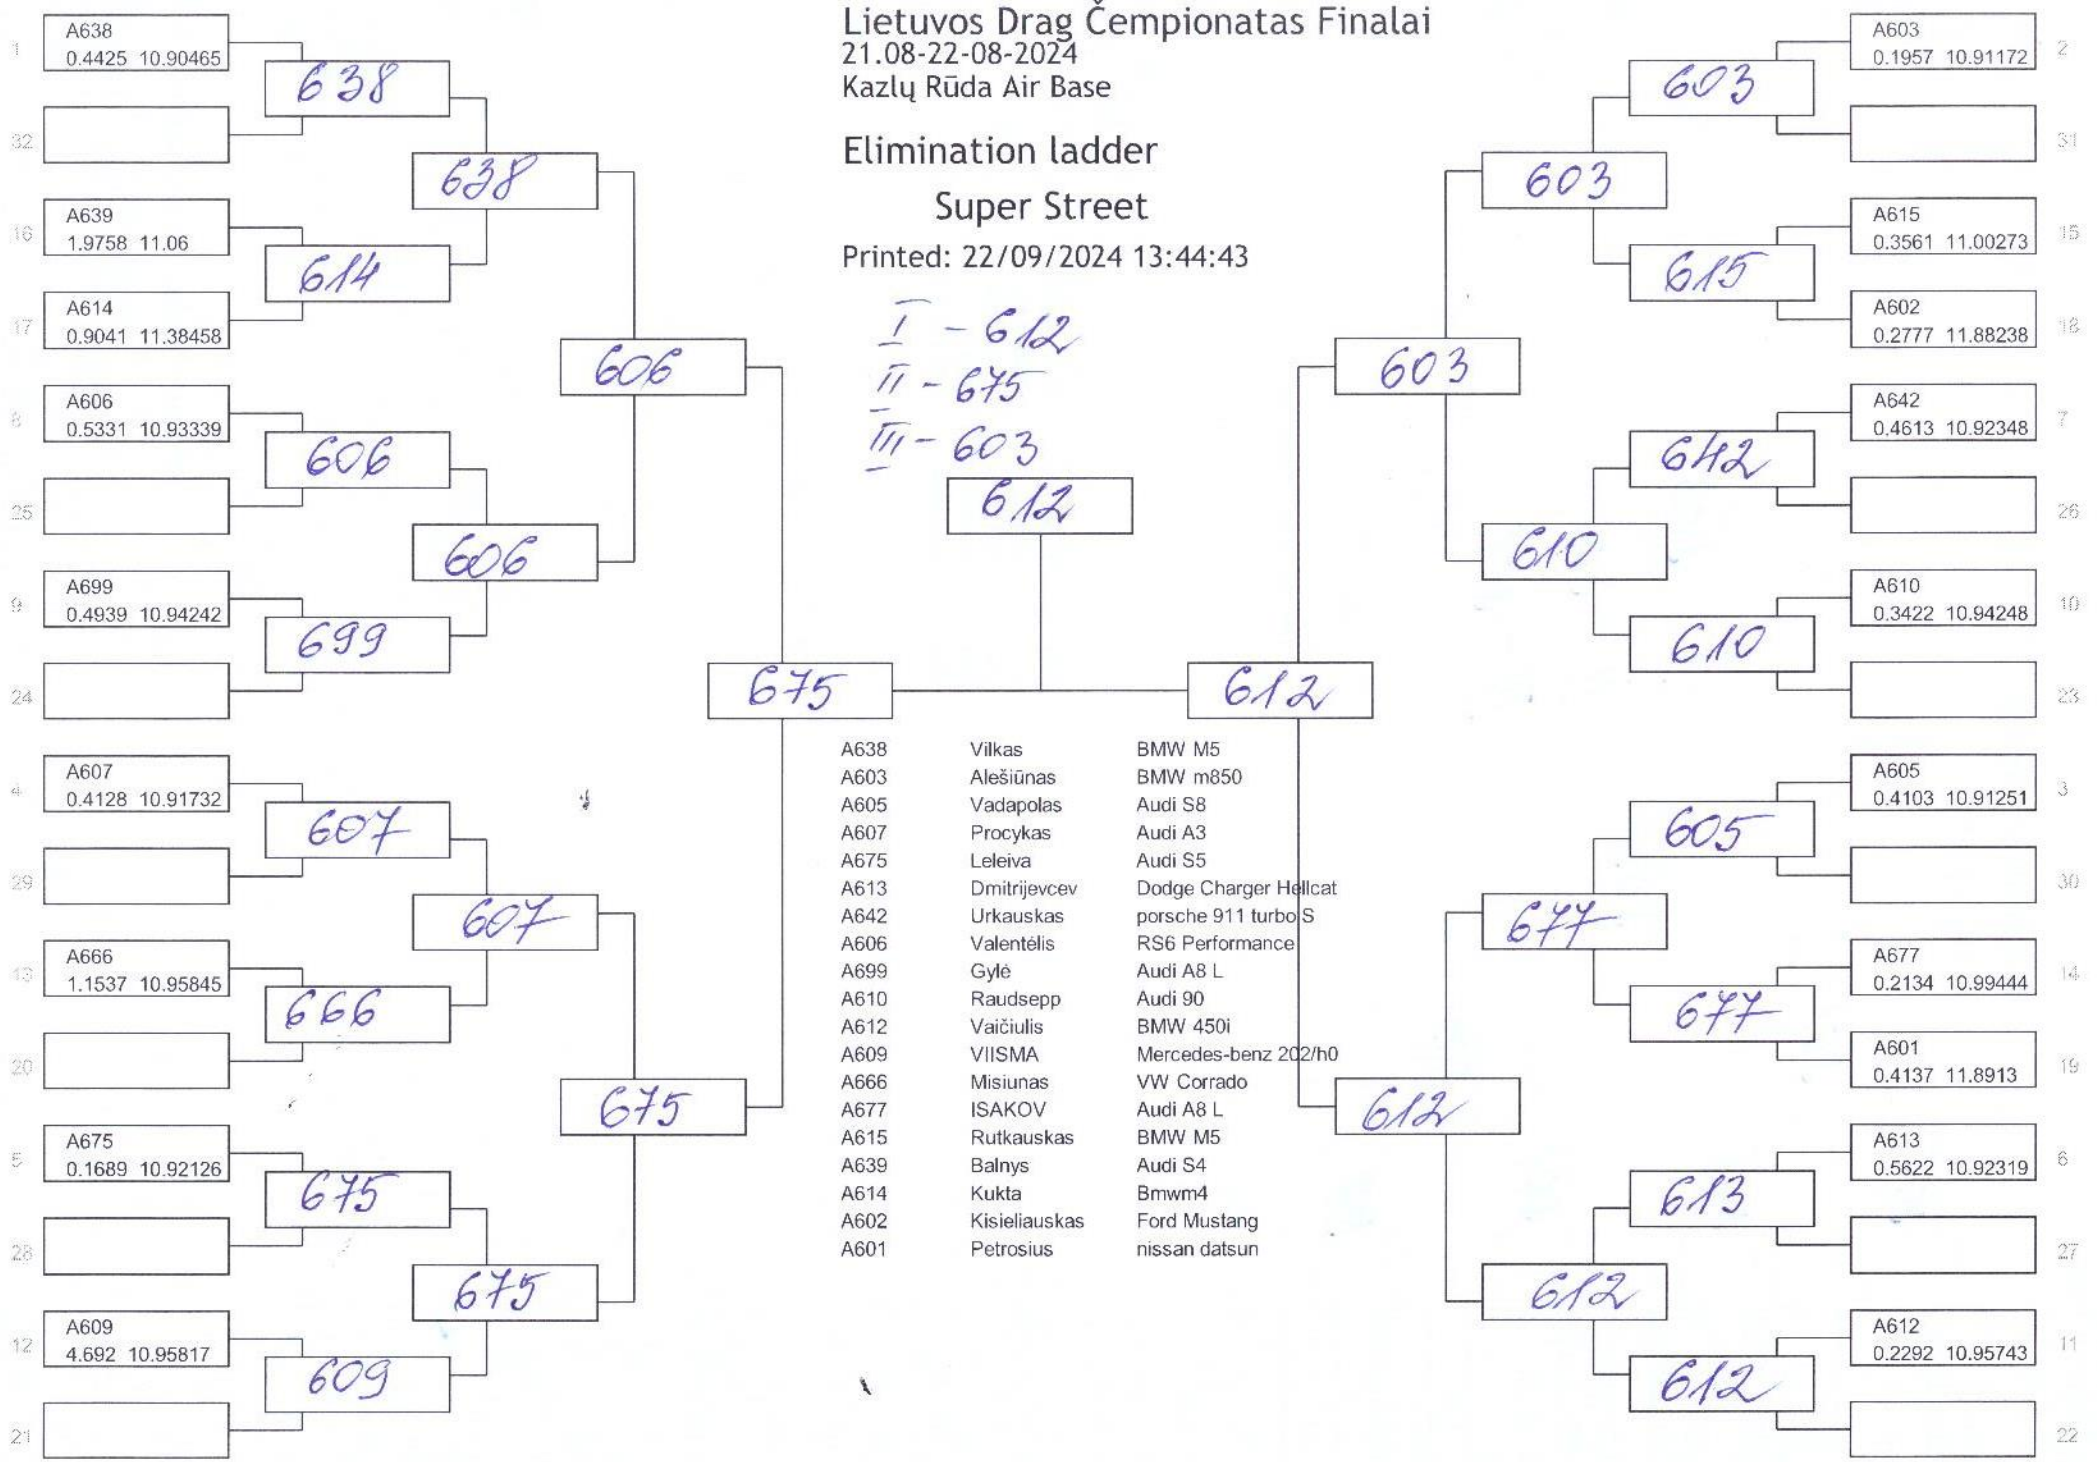 Lietuvos Drag Čempionatas Finalai
21.08-22-08-2024
Kazlų Rūda Air Base
Elimination ladder
Super Street
Printed: 22/09/2024 13:44:43
I - 612
II - 675
III - 603
612
1
A638
0.4425 10.90465
32
638
638
16
A639
1.9758 11.06
17
A614
0.9041 11.38458
614
606
8
A606
0.5331 10.93339
25
606
606
9
A699
0.4939 10.94242
24
699
675
4
A607
0.4128 10.91732
29
607
607
13
A666
1.1537 10.95845
20
666
675
5
A675
0.1689 10.92126
28
675
675
12
A609
4.692 10.95817
21
609
A603
0.1957 10.91172
2
31
603
603
A615
0.3561 11.00273
15
A602
0.2777 11.88238
18
615
603
A642
0.4613 10.92348
7
26
642
610
A610
0.3422 10.94248
10
23
610
612
A605
0.4103 10.91251
3
30
605
677
A677
0.2134 10.99444
14
A601
0.4137 11.8913
19
677
612
A613
0.5622 10.92319
6
27
613
612
A612
0.2292 10.95743
11
22
612
A638 Vilkas BMW M5
A603 Alešiūnas BMW m850
A605 Vadapolas Audi S8
A607 Procykas Audi A3
A675 Leleiva Audi S5
A613 Dmitrijevcev Dodge Charger Hellcat
A642 Urkauskas porsche 911 turbo S
A606 Valentėlis RS6 Performance
A699 Gylė Audi A8 L
A610 Raudsepp Audi 90
A612 Vaičiulis BMW 450i
A609 VIISMA Mercedes-benz 202/h0
A666 Misiunas VW Corrado
A677 ISAKOV Audi A8 L
A615 Rutkauskas BMW M5
A639 Balnys Audi S4
A614 Kukta Bmwm4
A602 Kisieliauskas Ford Mustang
A601 Petrosius nissan datsun